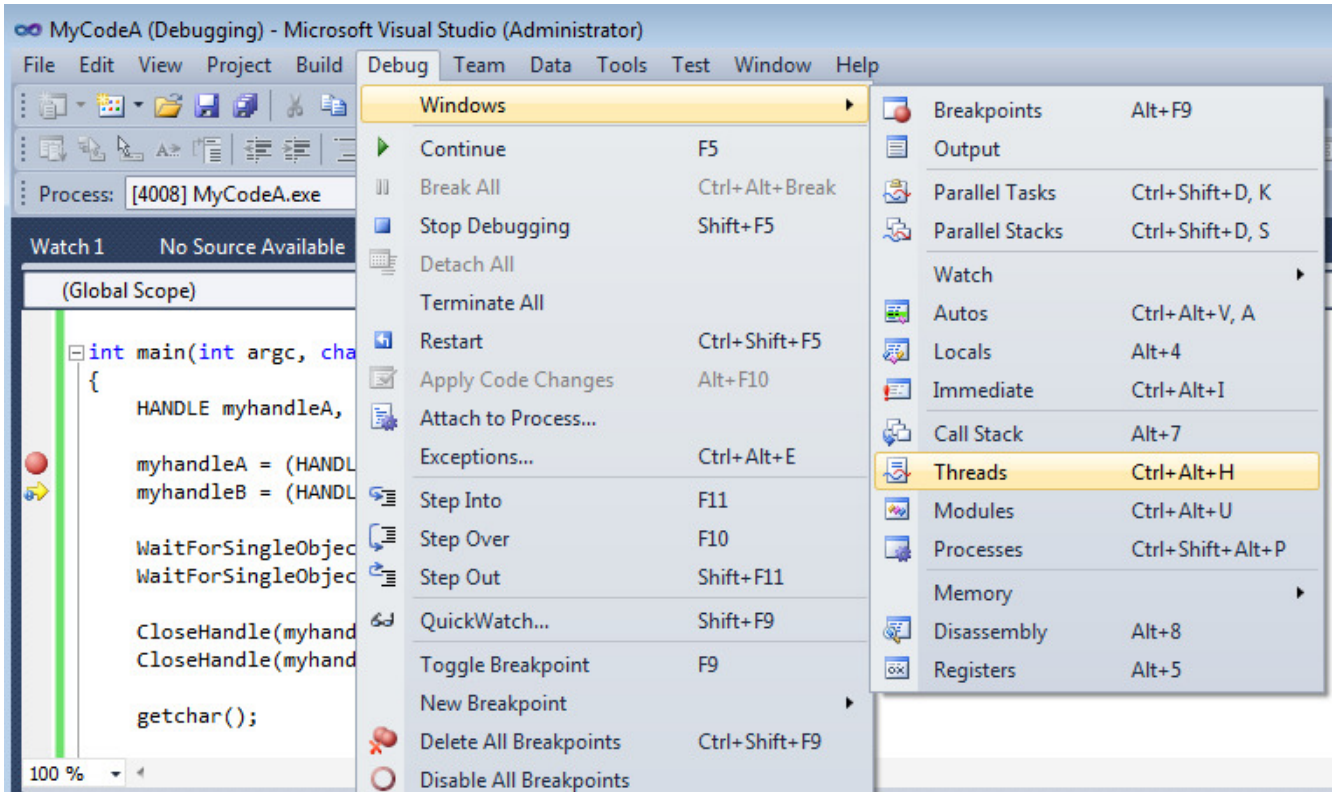 MyCodeA (Debugging) - Microsoft Visual Studio (Administrator)
File Edit View Project Build Debug Team Data Tools Test Window Help
Process: [4008] MyCodeA.exe
Watch 1 No Source Available
(Global Scope)
int main(int argc, cha
{
HANDLE myhandleA,
myhandleA = (HANDL
myhandleB = (HANDL
WaitForSingleObjec
WaitForSingleObjec
CloseHandle(myhand
CloseHandle(myhand
getchar();
100 %
Windows
Continue F5
Break All Ctrl+Alt+Break
Stop Debugging Shift+F5
Detach All
Terminate All
Restart Ctrl+Shift+F5
Apply Code Changes Alt+F10
Attach to Process...
Exceptions... Ctrl+Alt+E
Step Into F11
Step Over F10
Step Out Shift+F11
QuickWatch... Shift+F9
Toggle Breakpoint F9
New Breakpoint
Delete All Breakpoints Ctrl+Shift+F9
Disable All Breakpoints
Breakpoints Alt+F9
Output
Parallel Tasks Ctrl+Shift+D, K
Parallel Stacks Ctrl+Shift+D, S
Watch
Autos Ctrl+Alt+V, A
Locals Alt+4
Immediate Ctrl+Alt+I
Call Stack Alt+7
Threads Ctrl+Alt+H
Modules Ctrl+Alt+U
Processes Ctrl+Shift+Alt+P
Memory
Disassembly Alt+8
Registers Alt+5